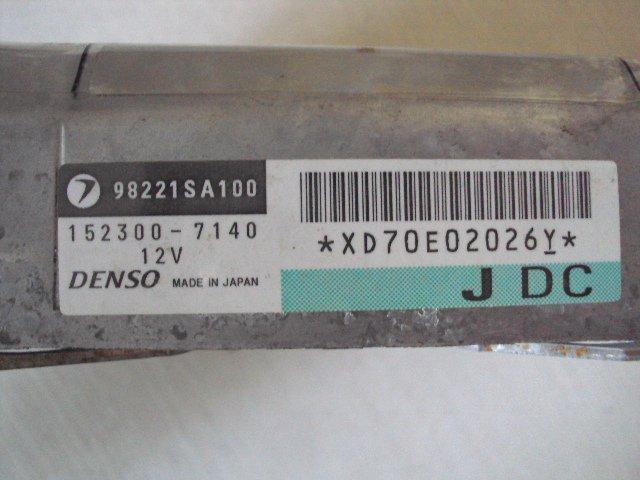 98221SA100
152300-7140
12V
DENSO MADE IN JAPAN
*XD70E02026Y*
J DC